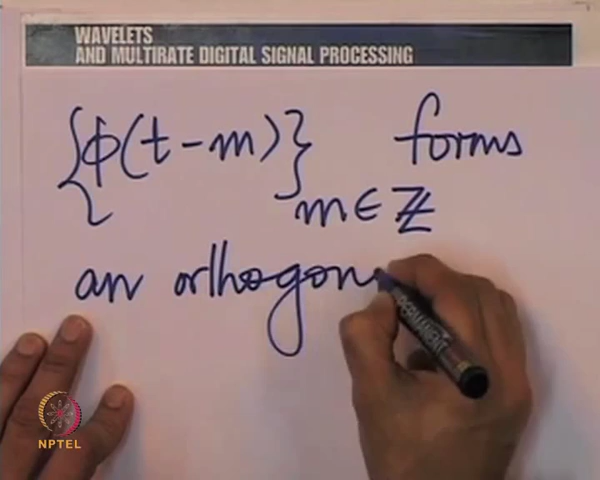 WAVELETS
AND MULTIRATE DIGITAL SIGNAL PROCESSING
{φ(t-m)} forms
m∈ℤ
an orthogon
PERMANENT
NPTEL